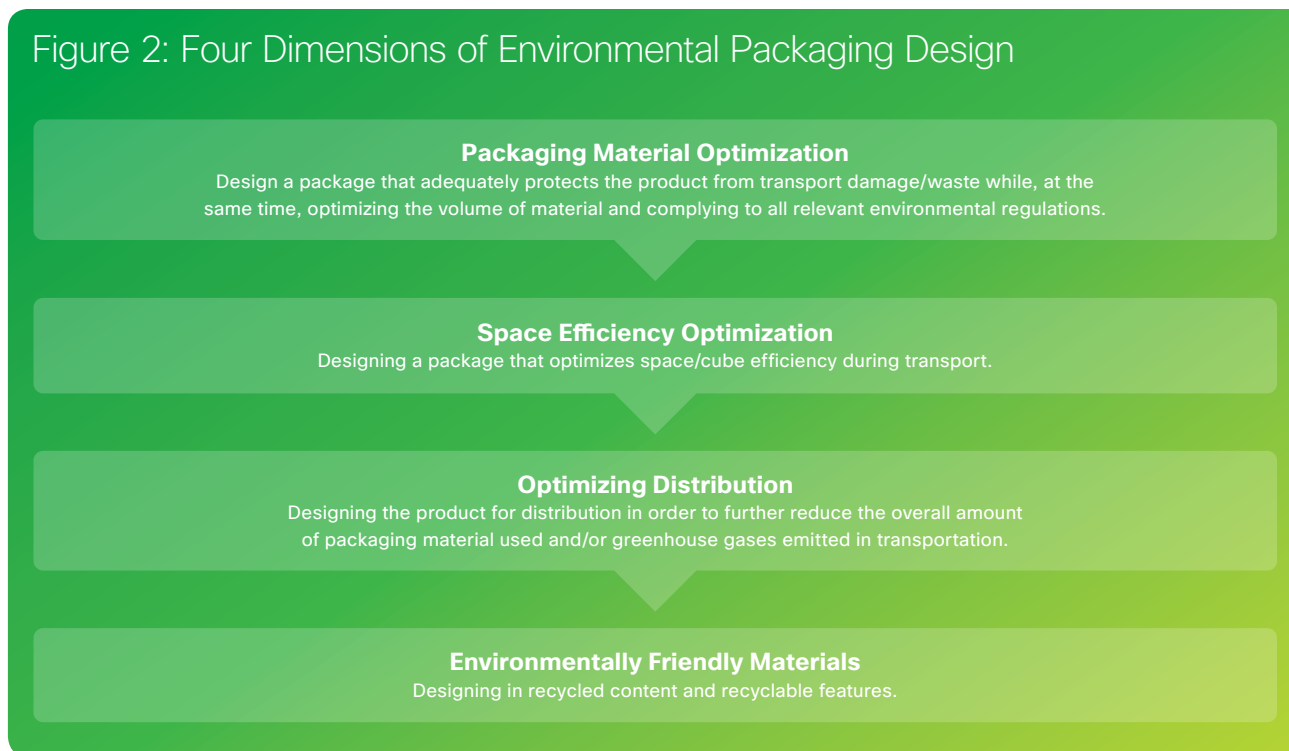 Figure 2: Four Dimensions of Environmental Packaging Design
Packaging Material Optimization
Design a package that adequately protects the product from transport damage/waste while, at the
same time, optimizing the volume of material and complying to all relevant environmental regulations.
Space Efficiency Optimization
Designing a package that optimizes space/cube efficiency during transport.
Optimizing Distribution
Designing the product for distribution in order to further reduce the overall amount
of packaging material used and/or greenhouse gases emitted in transportation.
Environmentally Friendly Materials
Designing in recycled content and recyclable features.